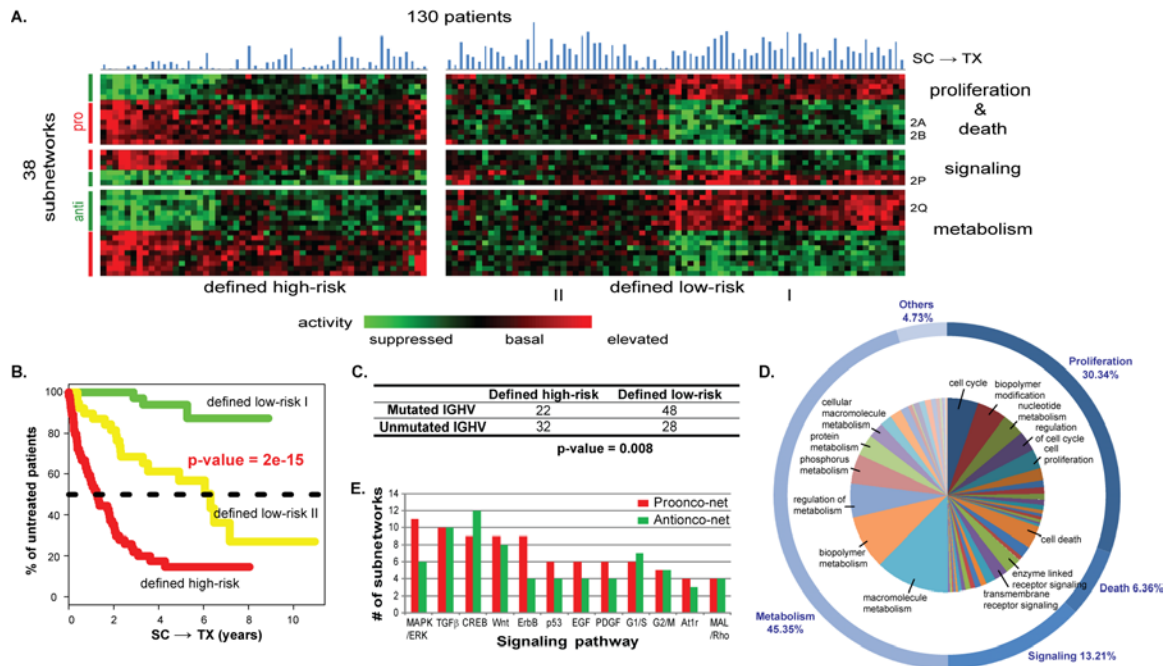 A.
130 patients
SC → TX
38
subnetworks
pro
anti
proliferation
&
death
2A
2B
signaling
2P
2Q
metabolism
defined high-risk
II
defined low-risk
I
activity
suppressed
basal
elevated
B.
% of untreated patients
100
80
60
40
20
0
0
2
4
6
8
10
defined low-risk I
p-value = 2e-15
defined low-risk II
defined high-risk
SC → TX (years)
C.
Defined high-risk Defined low-risk
Mutated IGHV 22 48
Unmutated IGHV 32 28
p-value = 0.008
E
# of subnetworks
14
12
10
8
6
4
2
0
Proonco-net
Antionco-net
MAPK
/ERK
TGFβ
CREB
Wnt
ErbB
p53
EGF
PDGF
G1/S
G2/M
At1r
MAL
/Rho
Signaling pathway
D.
Others
4.73%
Proliferation
30.34%
Death 6.36%
Signaling 13.21%
Metabolism
45.35%
cell cycle
biopolymer
modification
nucleotide
metabolism
regulation
of cell cycle
cell
proliferation
cell death
enzyme linked
receptor signaling
transmembrane
receptor signaling
macromolecule
metabolism
biopolymer
metabolism
regulation of
metabolism
phosphorus
metabolism
protein
metabolism
cellular
macromolecule
metabolism